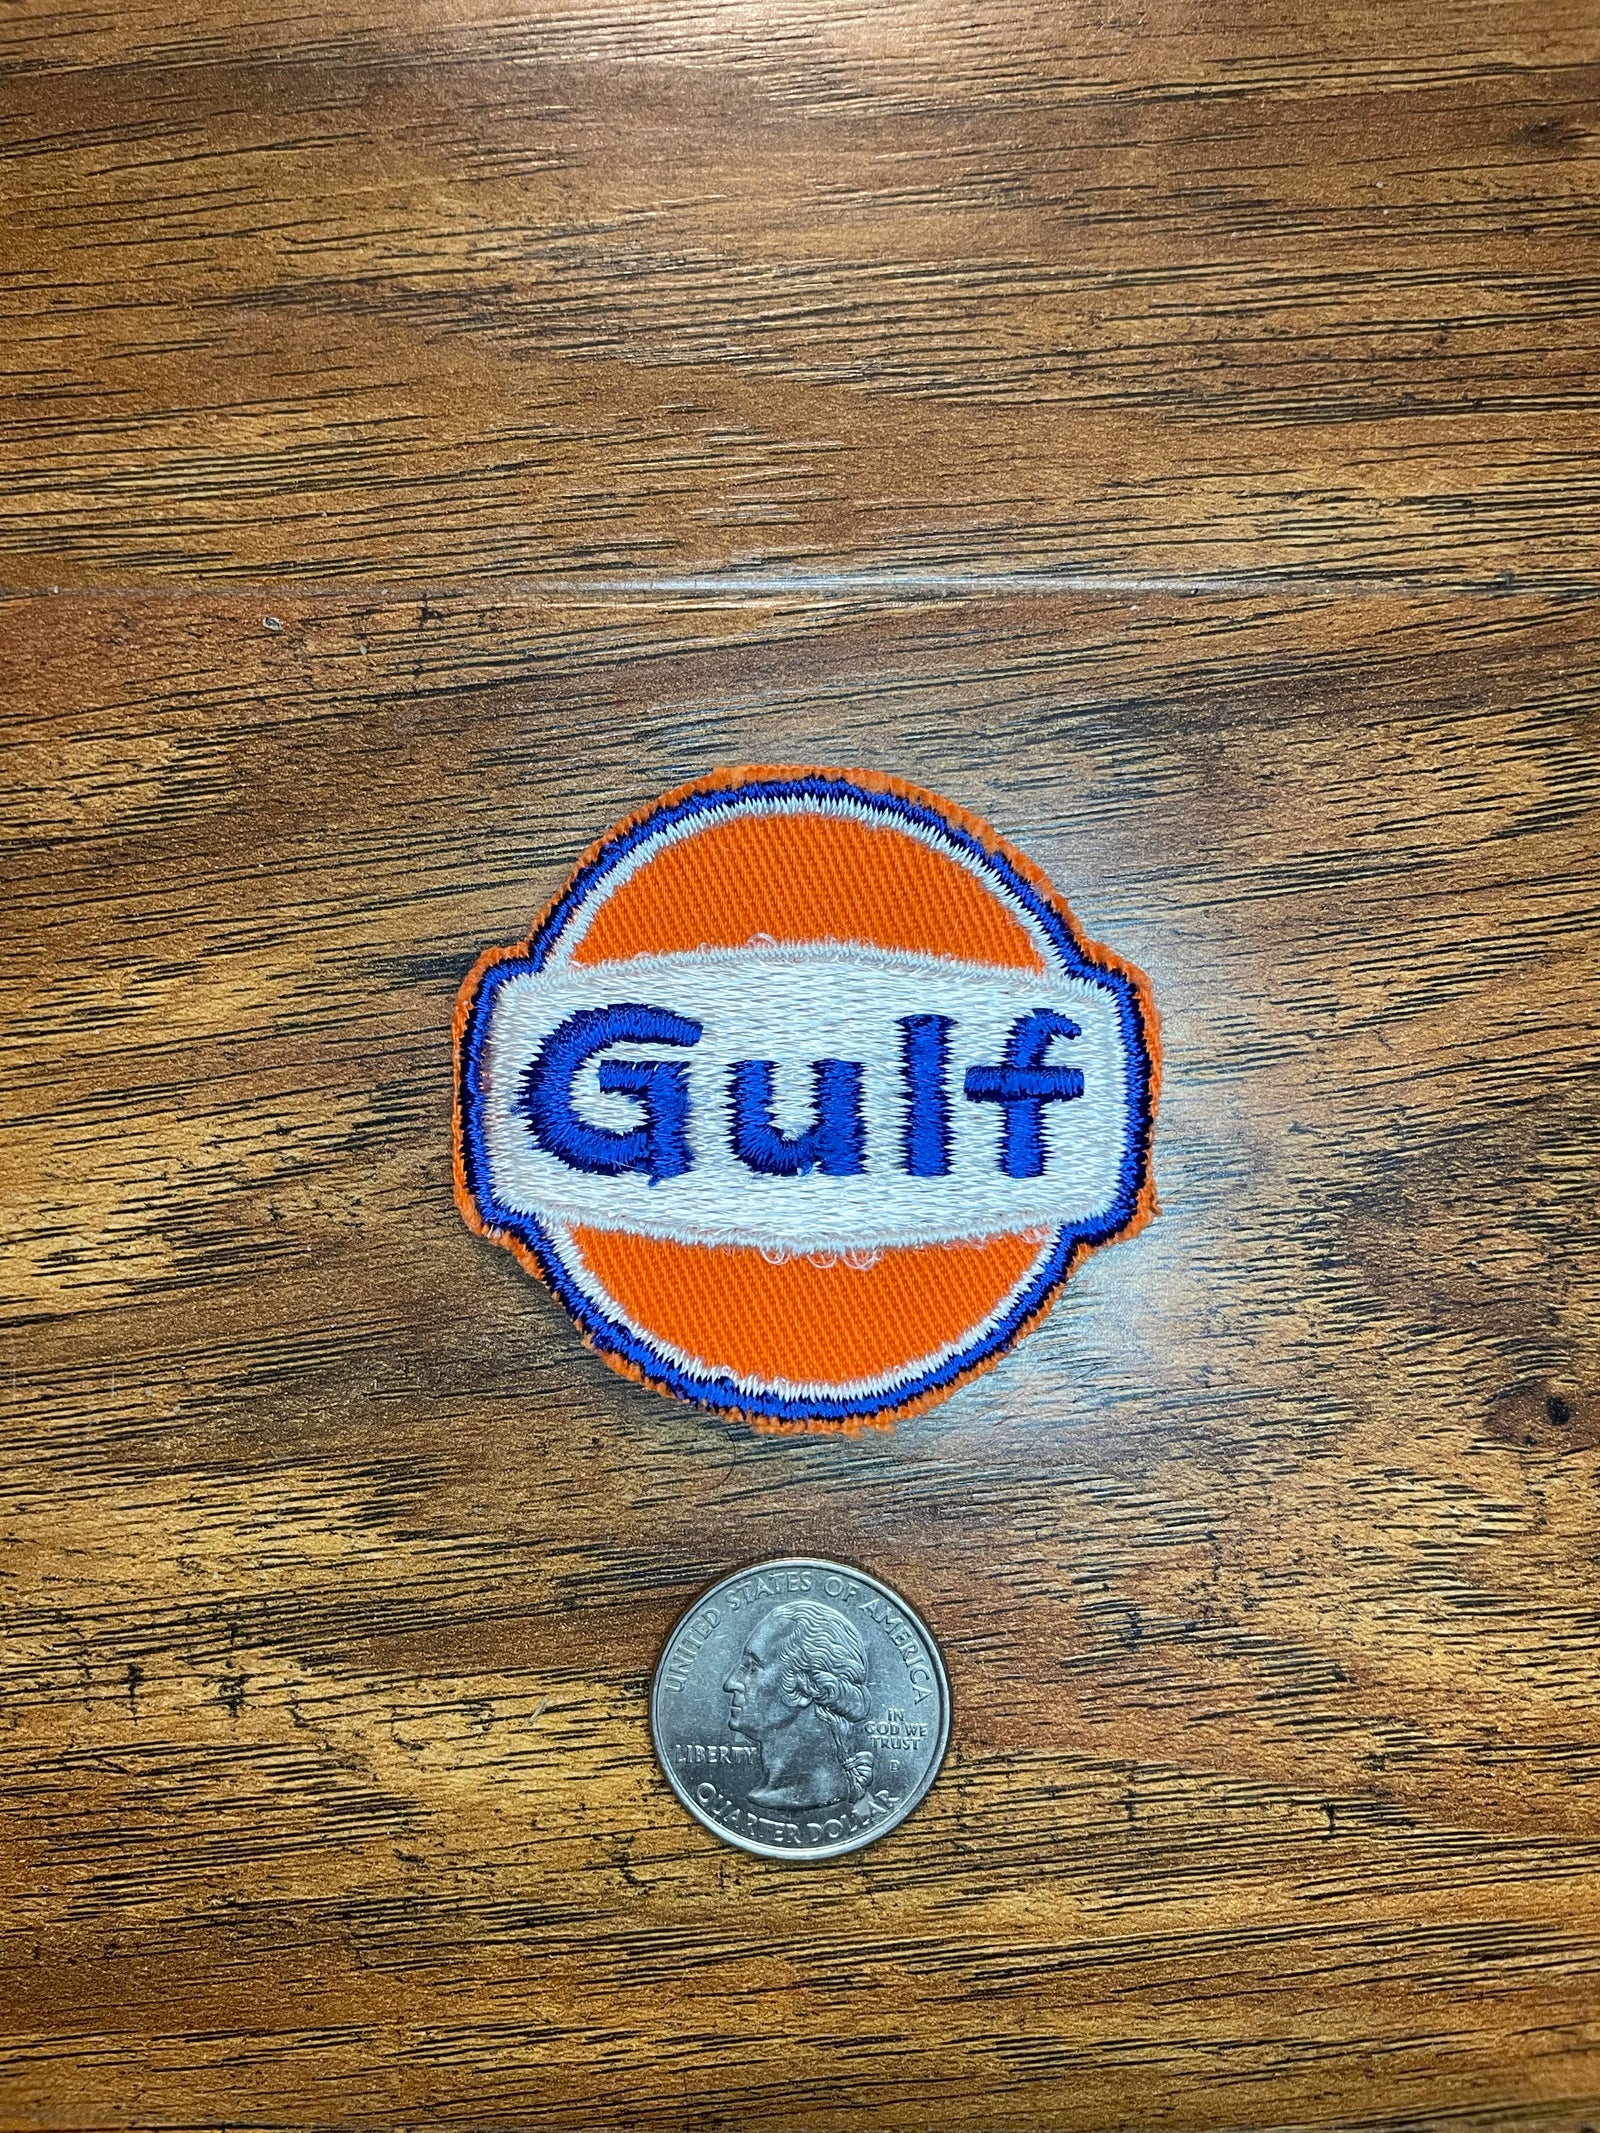 Gulf
UNITED STATES OF AMERICA
LIBERTY
IN
GOD WE
TRUST
QUARTER DOLLAR